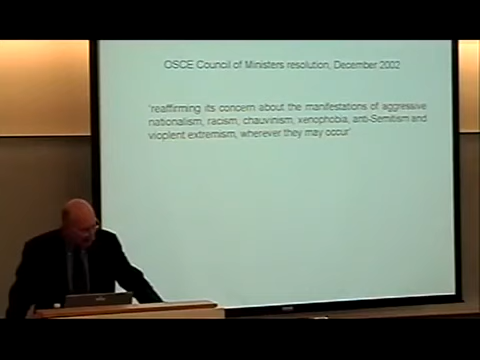 OSCE Council of Ministers resolution, December 2002
'reaffirming its concern about the manifestations of aggressive
nationalism, racism, chauvinism, xenophobia, anti-Semitism and
vioplent extremism, wherever they may occur'